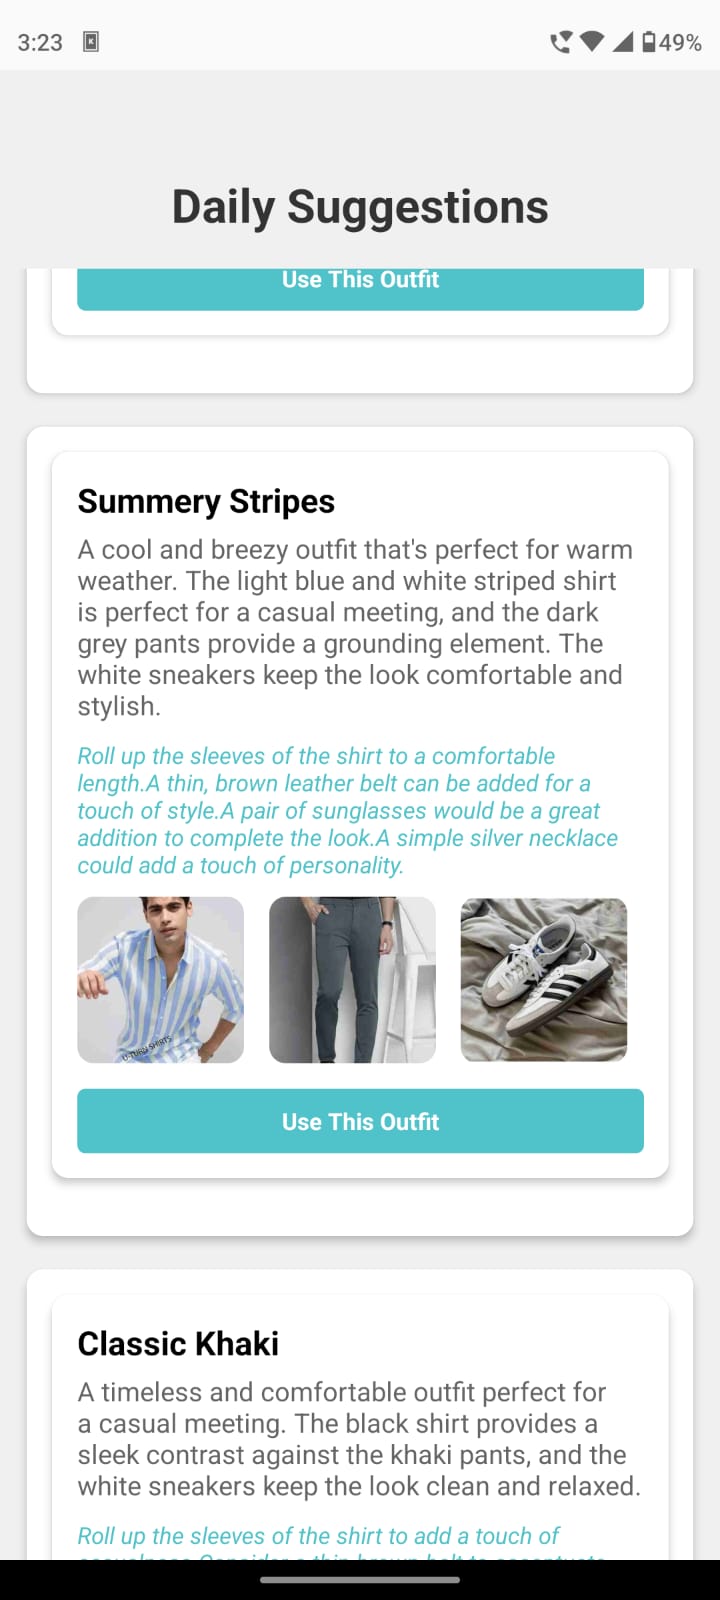 3:23
49%
Daily Suggestions
Use This Outfit
Summery Stripes
A cool and breezy outfit that's perfect for warm
weather. The light blue and white striped shirt
is perfect for a casual meeting, and the dark
grey pants provide a grounding element. The
white sneakers keep the look comfortable and
stylish.
Roll up the sleeves of the shirt to a comfortable
length.A thin, brown leather belt can be added for a
touch of style.A pair of sunglasses would be a great
addition to complete the look.A simple silver necklace
could add a touch of personality.
U-TURN SHIRTS
Use This Outfit
Classic Khaki
A timeless and comfortable outfit perfect for
a casual meeting. The black shirt provides a
sleek contrast against the khaki pants, and the
white sneakers keep the look clean and relaxed.
Roll up the sleeves of the shirt to add a touch of